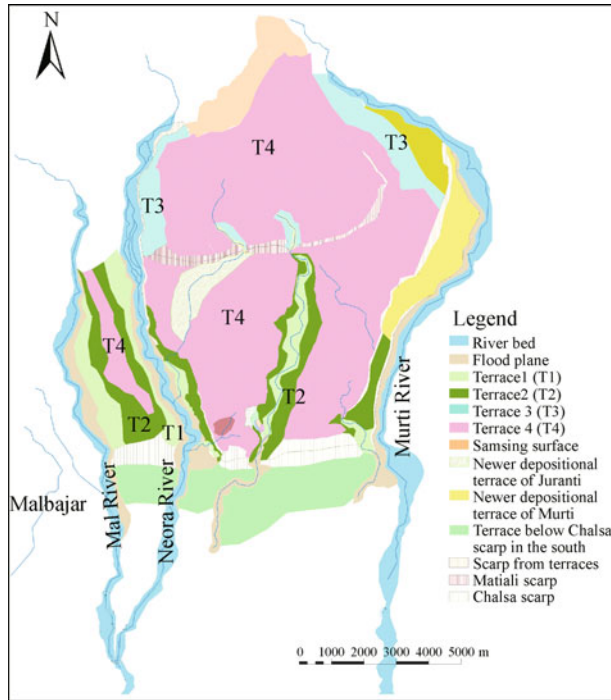 N
T4
T3
T3
T4
T4
T2
T2
T1
Malbajar
Mal River
Neora River
Murti River
Legend
River bed
Flood plane
Terrace1 (T1)
Terrace2 (T2)
Terrace 3 (T3)
Terrace 4 (T4)
Samsing surface
Newer depositional
terrace of Juranti
Newer depositional
terrace of Murti
Terrace below Chalsa
scarp in the south
Scarp from terraces
Matiali scarp
Chalsa scarp
0 1000 2000 3000 4000 5000 m